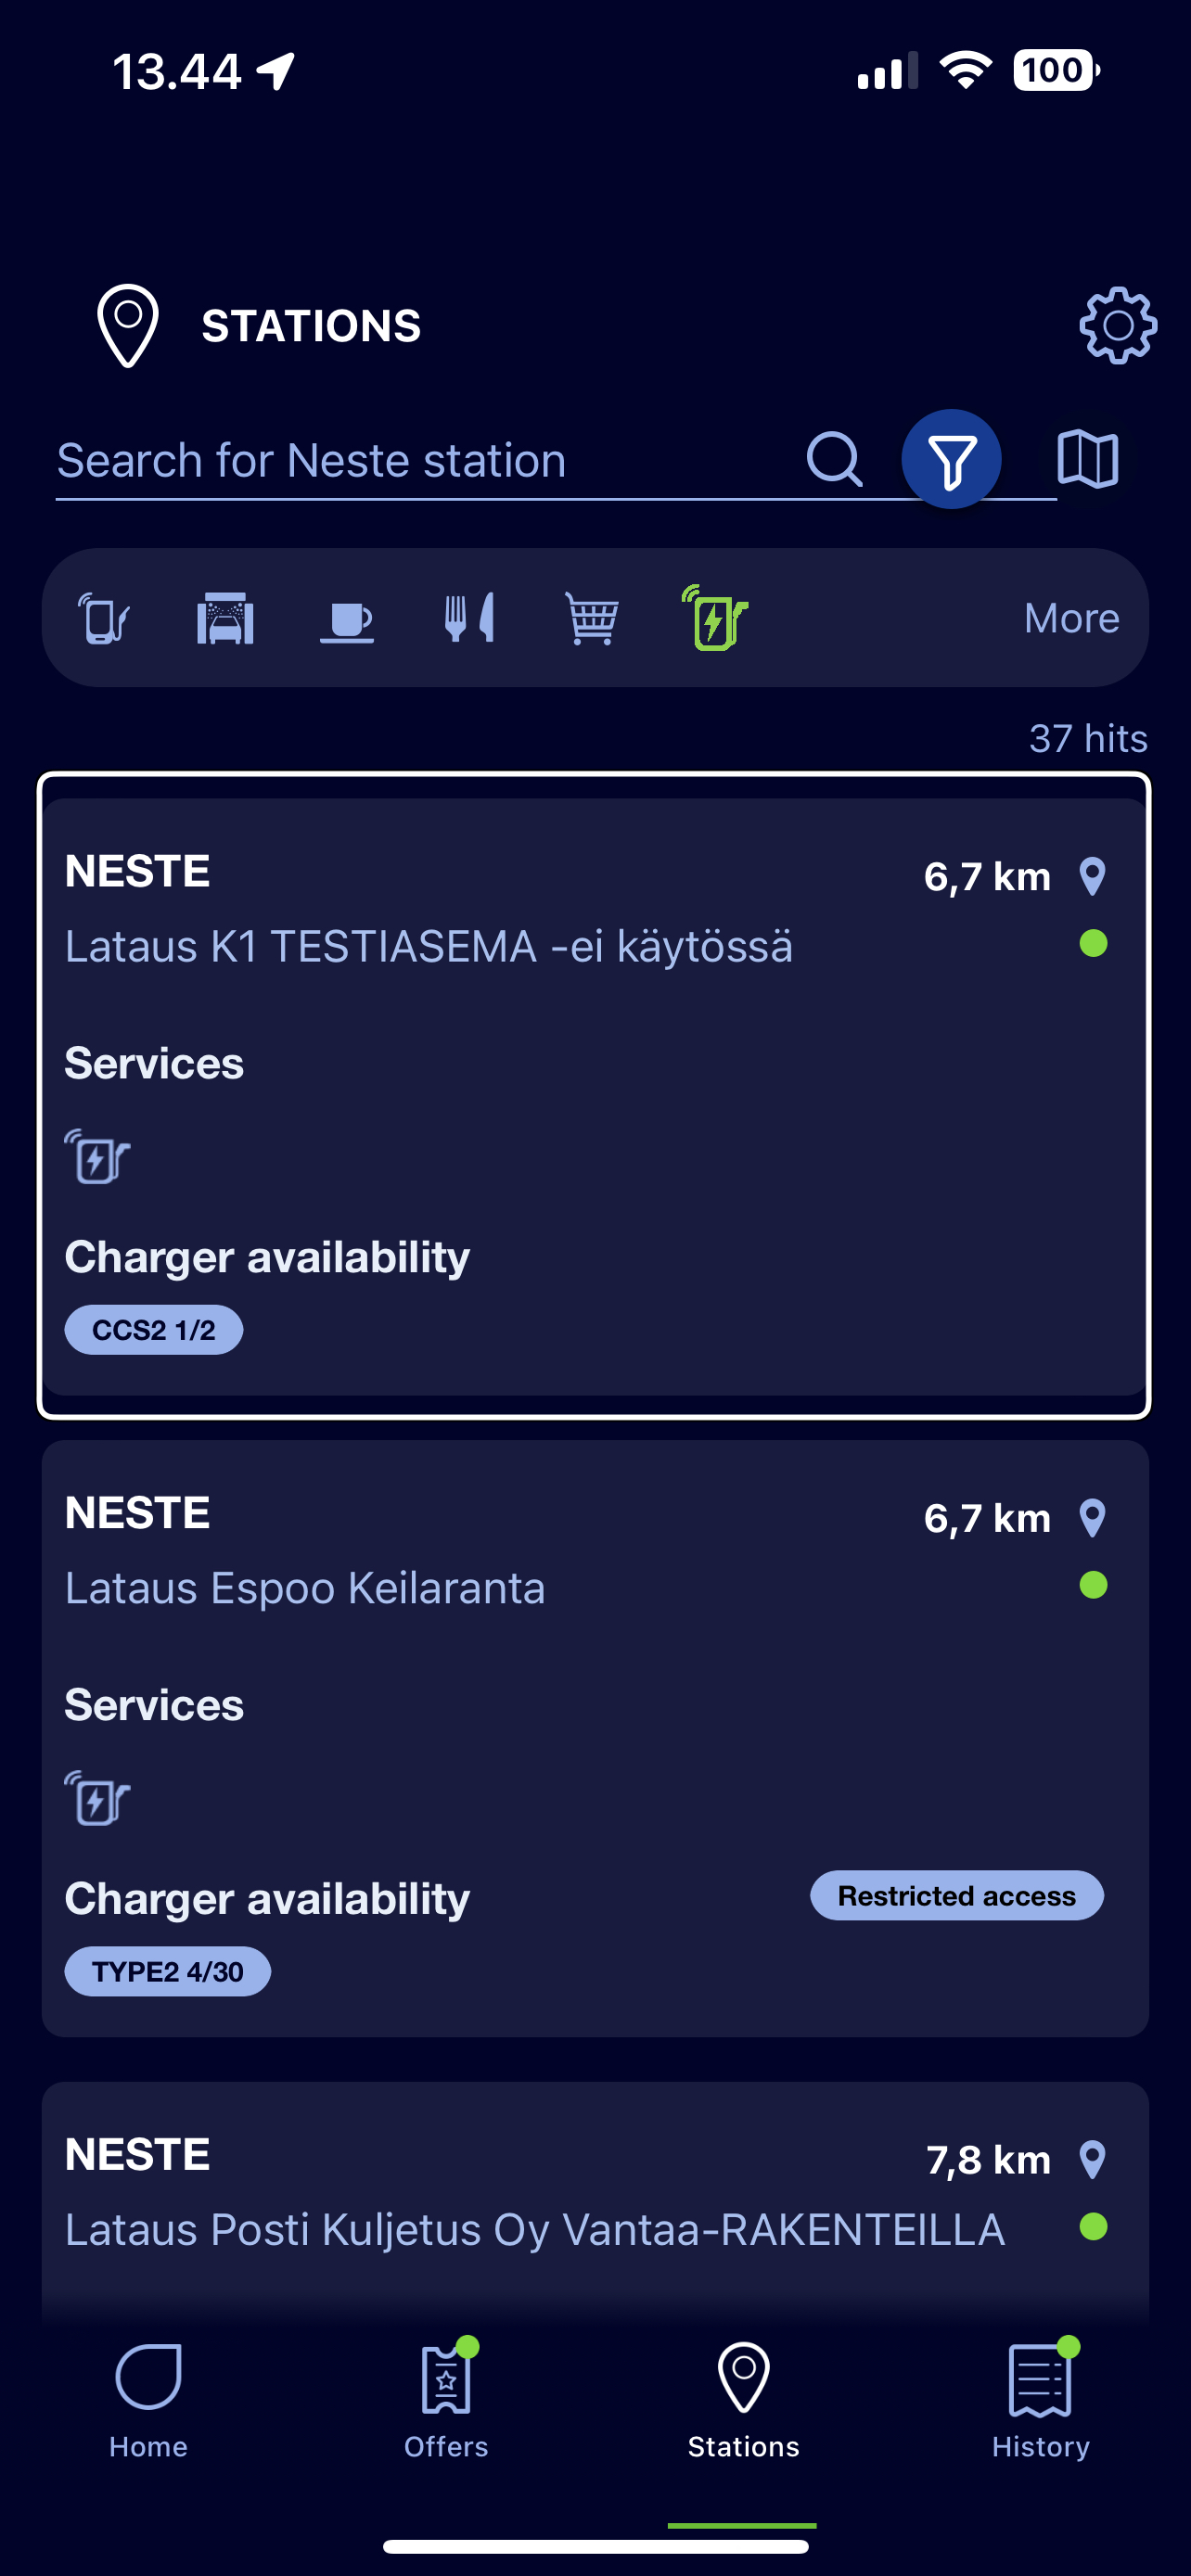 13.44
100
STATIONS
Search for Neste station
More
37 hits
NESTE
6,7 km
Lataus K1 TESTIASEMA -ei käytössä
Services
Charger availability
CCS2 1/2
NESTE
6,7 km
Lataus Espoo Keilaranta
Services
Charger availability
Restricted access
TYPE2 4/30
NESTE
7,8 km
Lataus Posti Kuljetus Oy Vantaa-RAKENTEILLA
Home
Offers
Stations
History